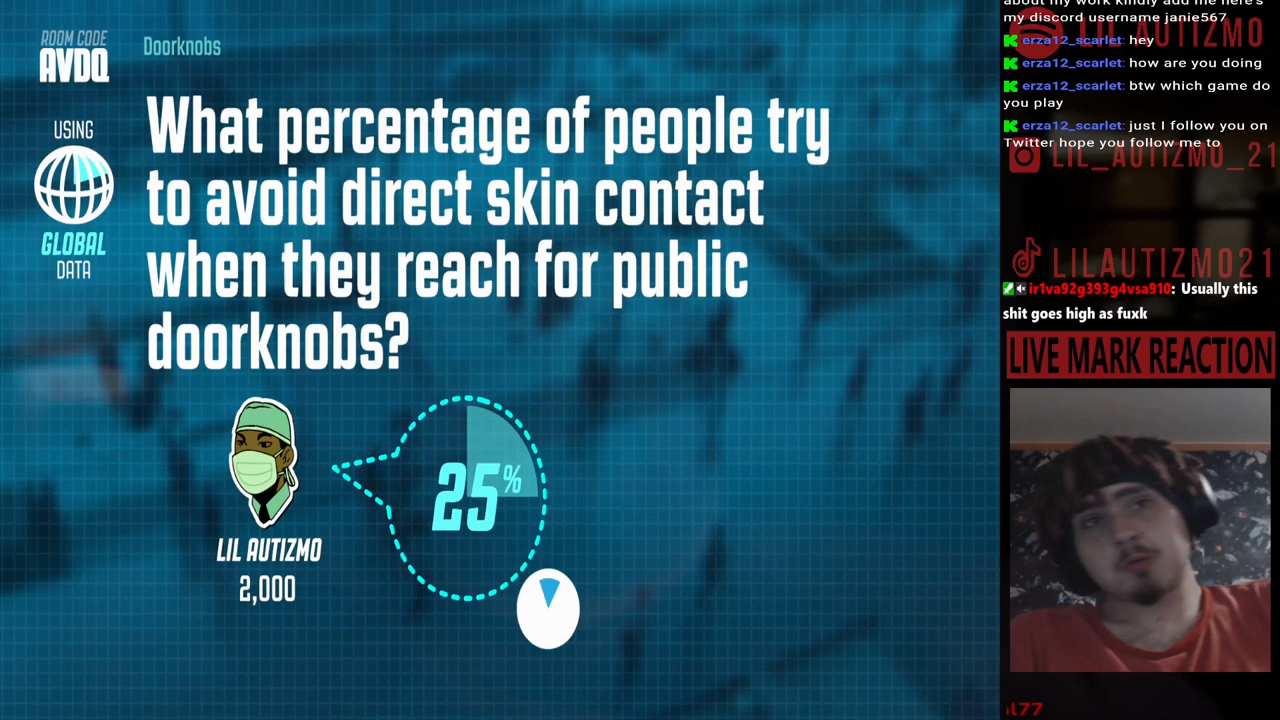 ROOM CODE
AVDQ
Doorknobs
USING
GLOBAL
DATA
What percentage of people try
to avoid direct skin contact
when they reach for public
doorknobs?
25%
LIL AUTIZMO
2,000
about my work kindly add me here's
my discord username janie567
erza12_scarlet: hey
erza12_scarlet: how are you doing
erza12_scarlet: btw which game do
you play
erza12_scarlet: just I follow you on
Twitter hope you follow me to
LIL AUTIZMO
LIL_AUTIZMO_21
LILAUTIZMO21
ir1va92g393g4vsa910: Usually this
shit goes high as fuxk
LIVE MARK REACTION